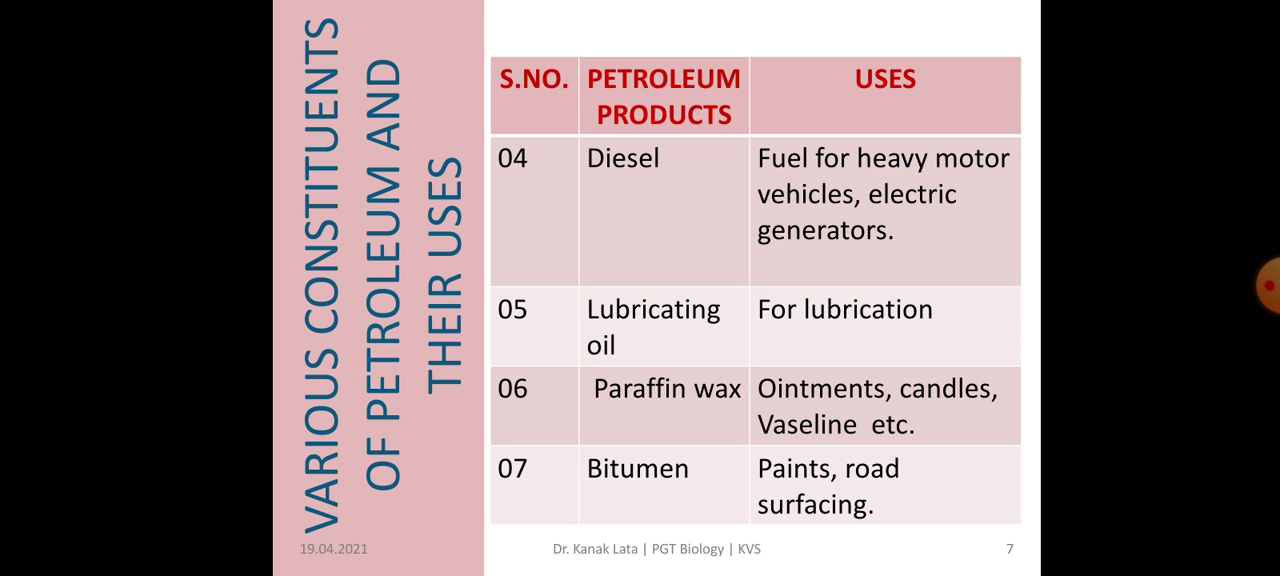 VARIOUS CONSTITUENTS
OF PETROLEUM AND
THEIR USES
S.NO. PETROLEUM PRODUCTS USES
04 Diesel Fuel for heavy motor
vehicles, electric
generators.
05 Lubricating oil For lubrication
06 Paraffin wax Ointments, candles,
Vaseline etc.
07 Bitumen Paints, road
surfacing.
19.04.2021 Dr. Kanak Lata | PGT Biology | KVS 7